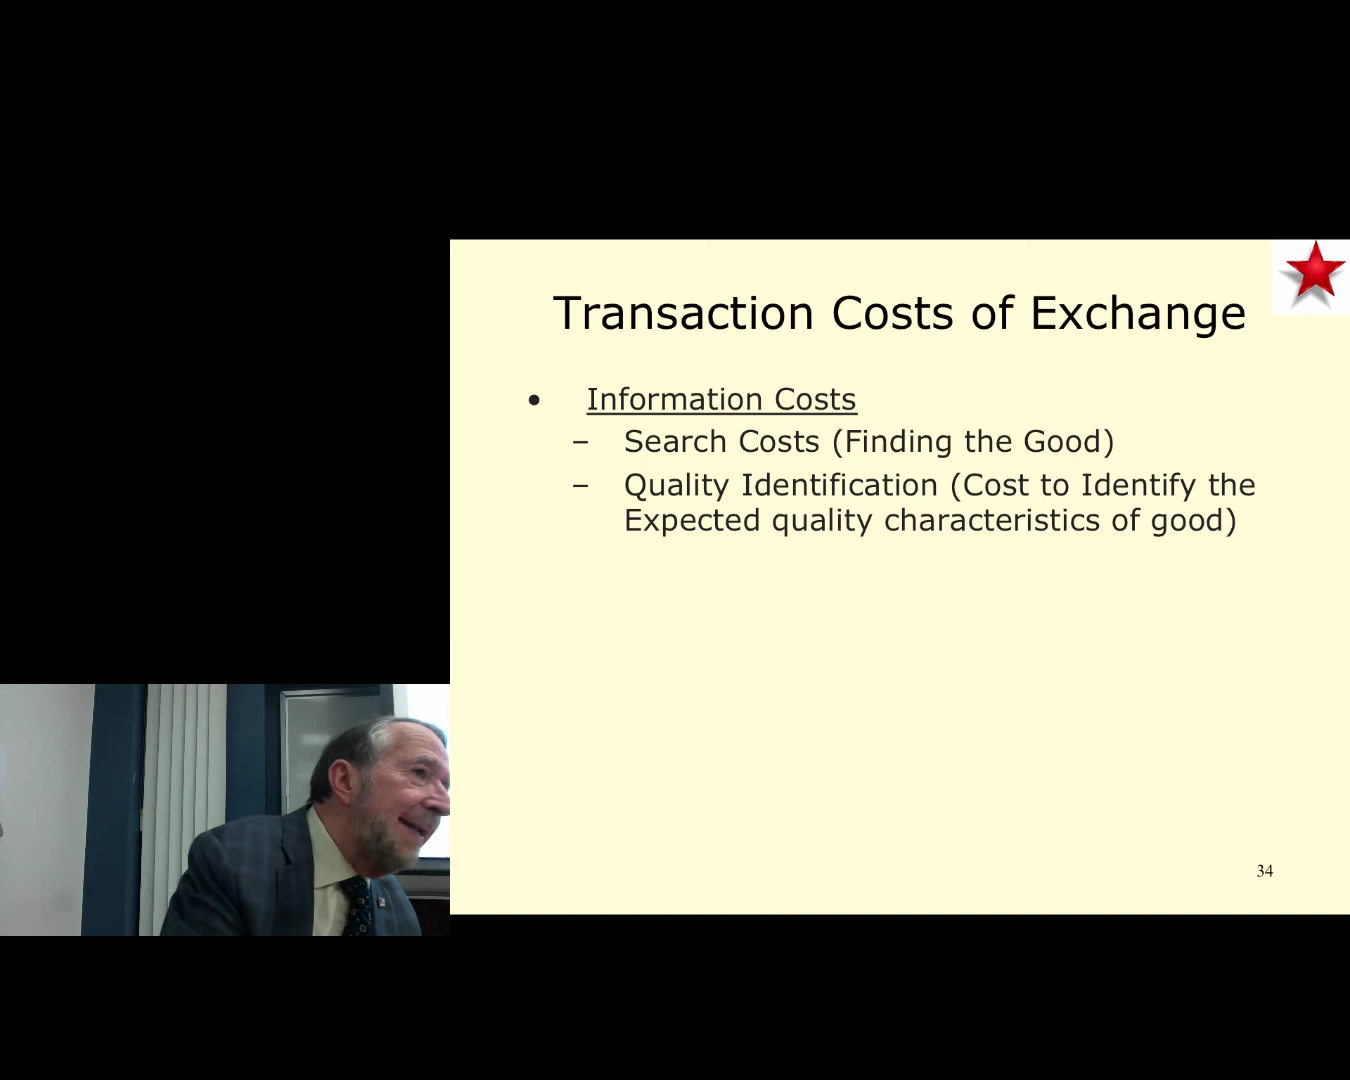 Transaction Costs of Exchange
• Information Costs
– Search Costs (Finding the Good)
– Quality Identification (Cost to Identify the
Expected quality characteristics of good)
34